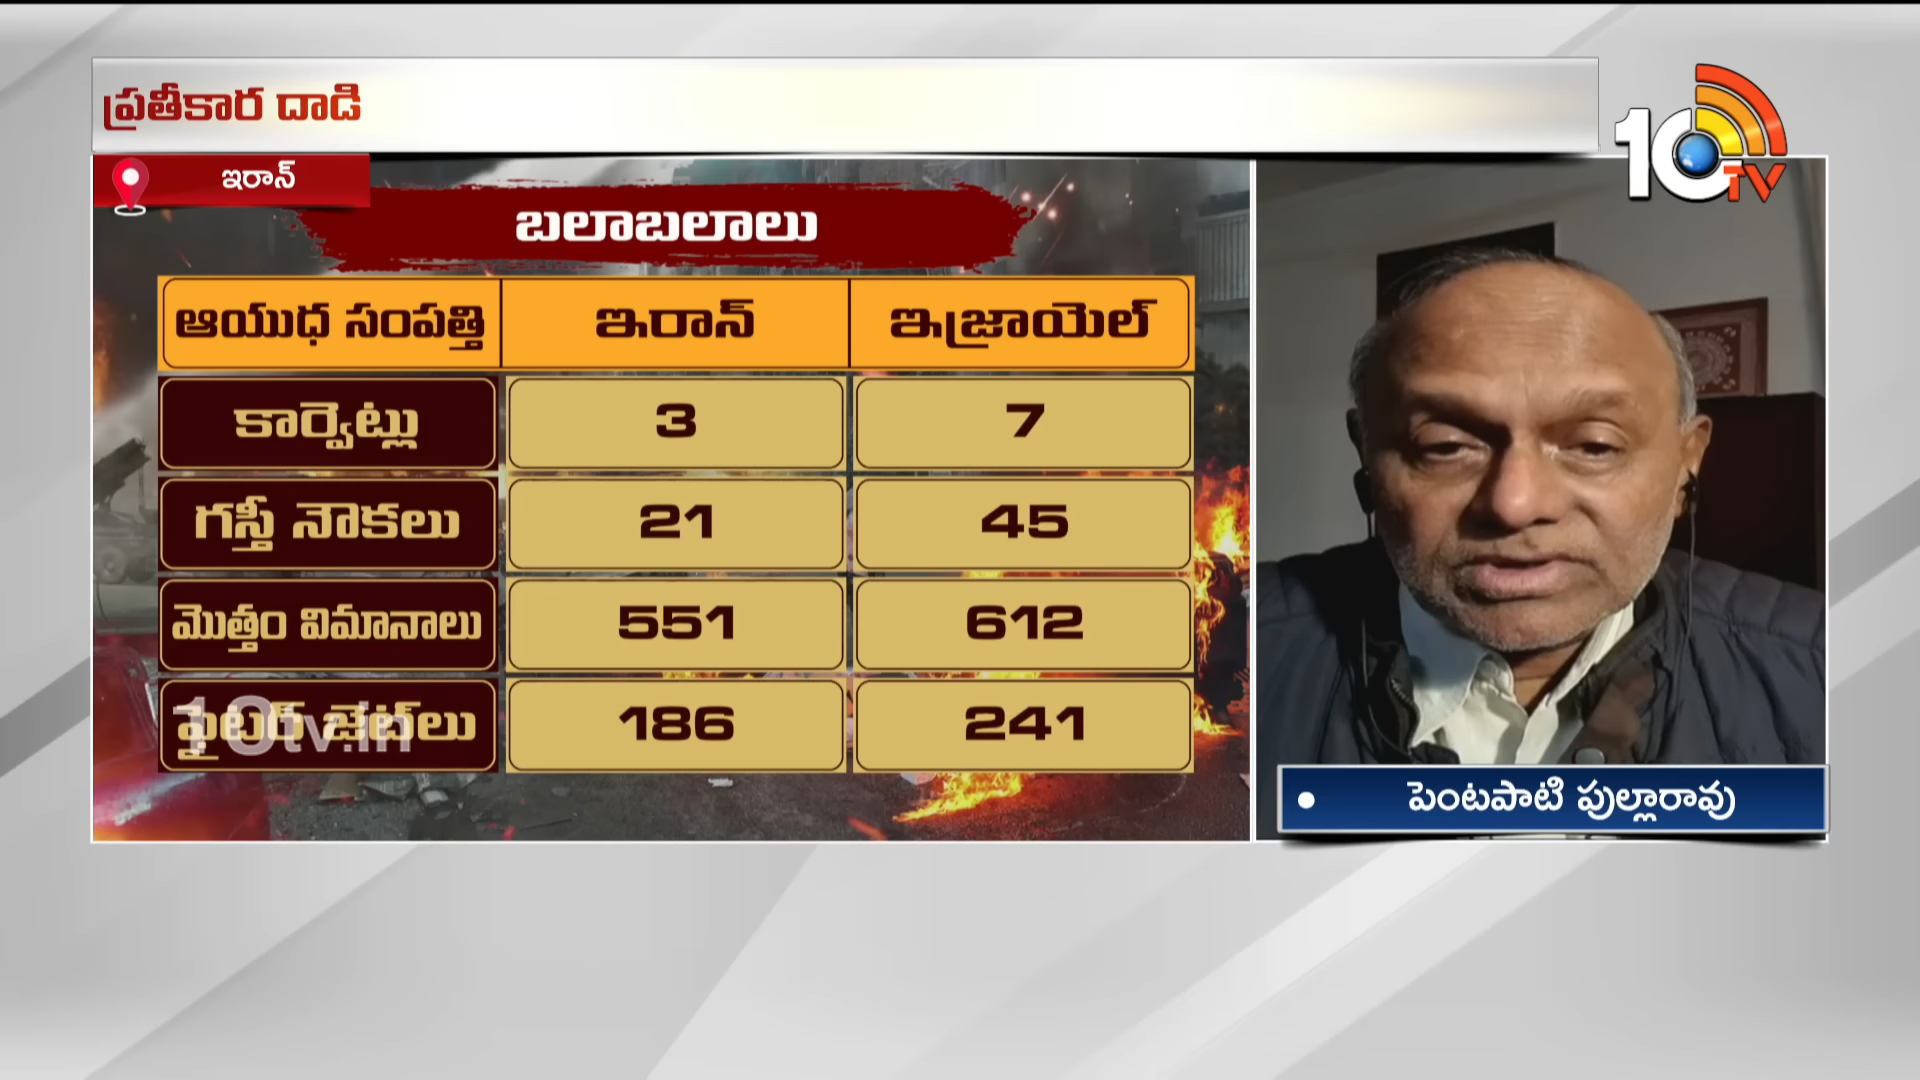 ప్రతీకార దాడి
10TV
ఇరాన్
బలాబలాలు
ఆయుధ సంపత్తి ఇరాన్ ఇజ్రాయెల్
కార్వెట్లు 3 7
గస్తీ నౌకలు 21 45
మొత్తం విమానాలు 551 612
ఫైటర్ జెట్‌లు 186 241
10tv.in
పెంటపాటి పుల్లారావు